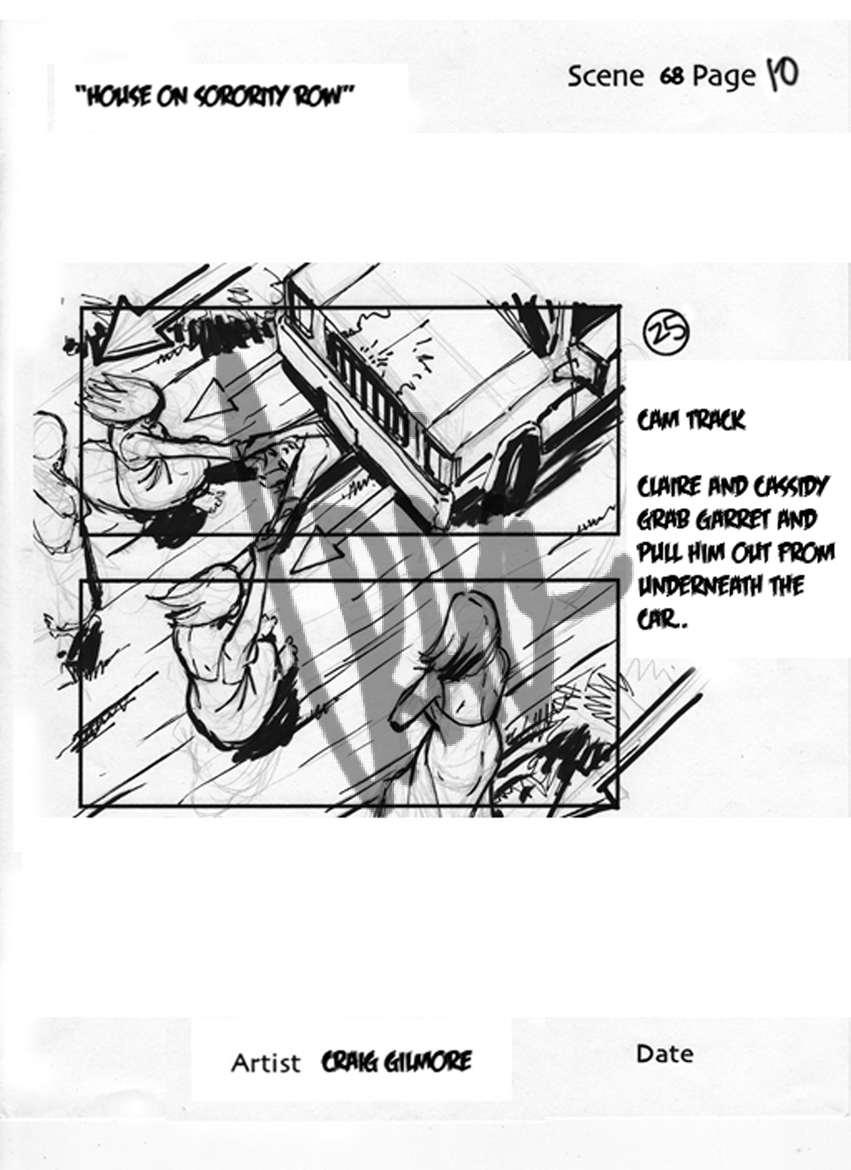 "HOUSE ON SORORITY ROW"
Scene 68 Page 10
25
CAM TRACK
CLAIRE AND CASSIDY
GRAB GARRET AND
PULL HIM OUT FROM
UNDERNEATH THE
CAR..
Artist CRAIG GILMORE
Date